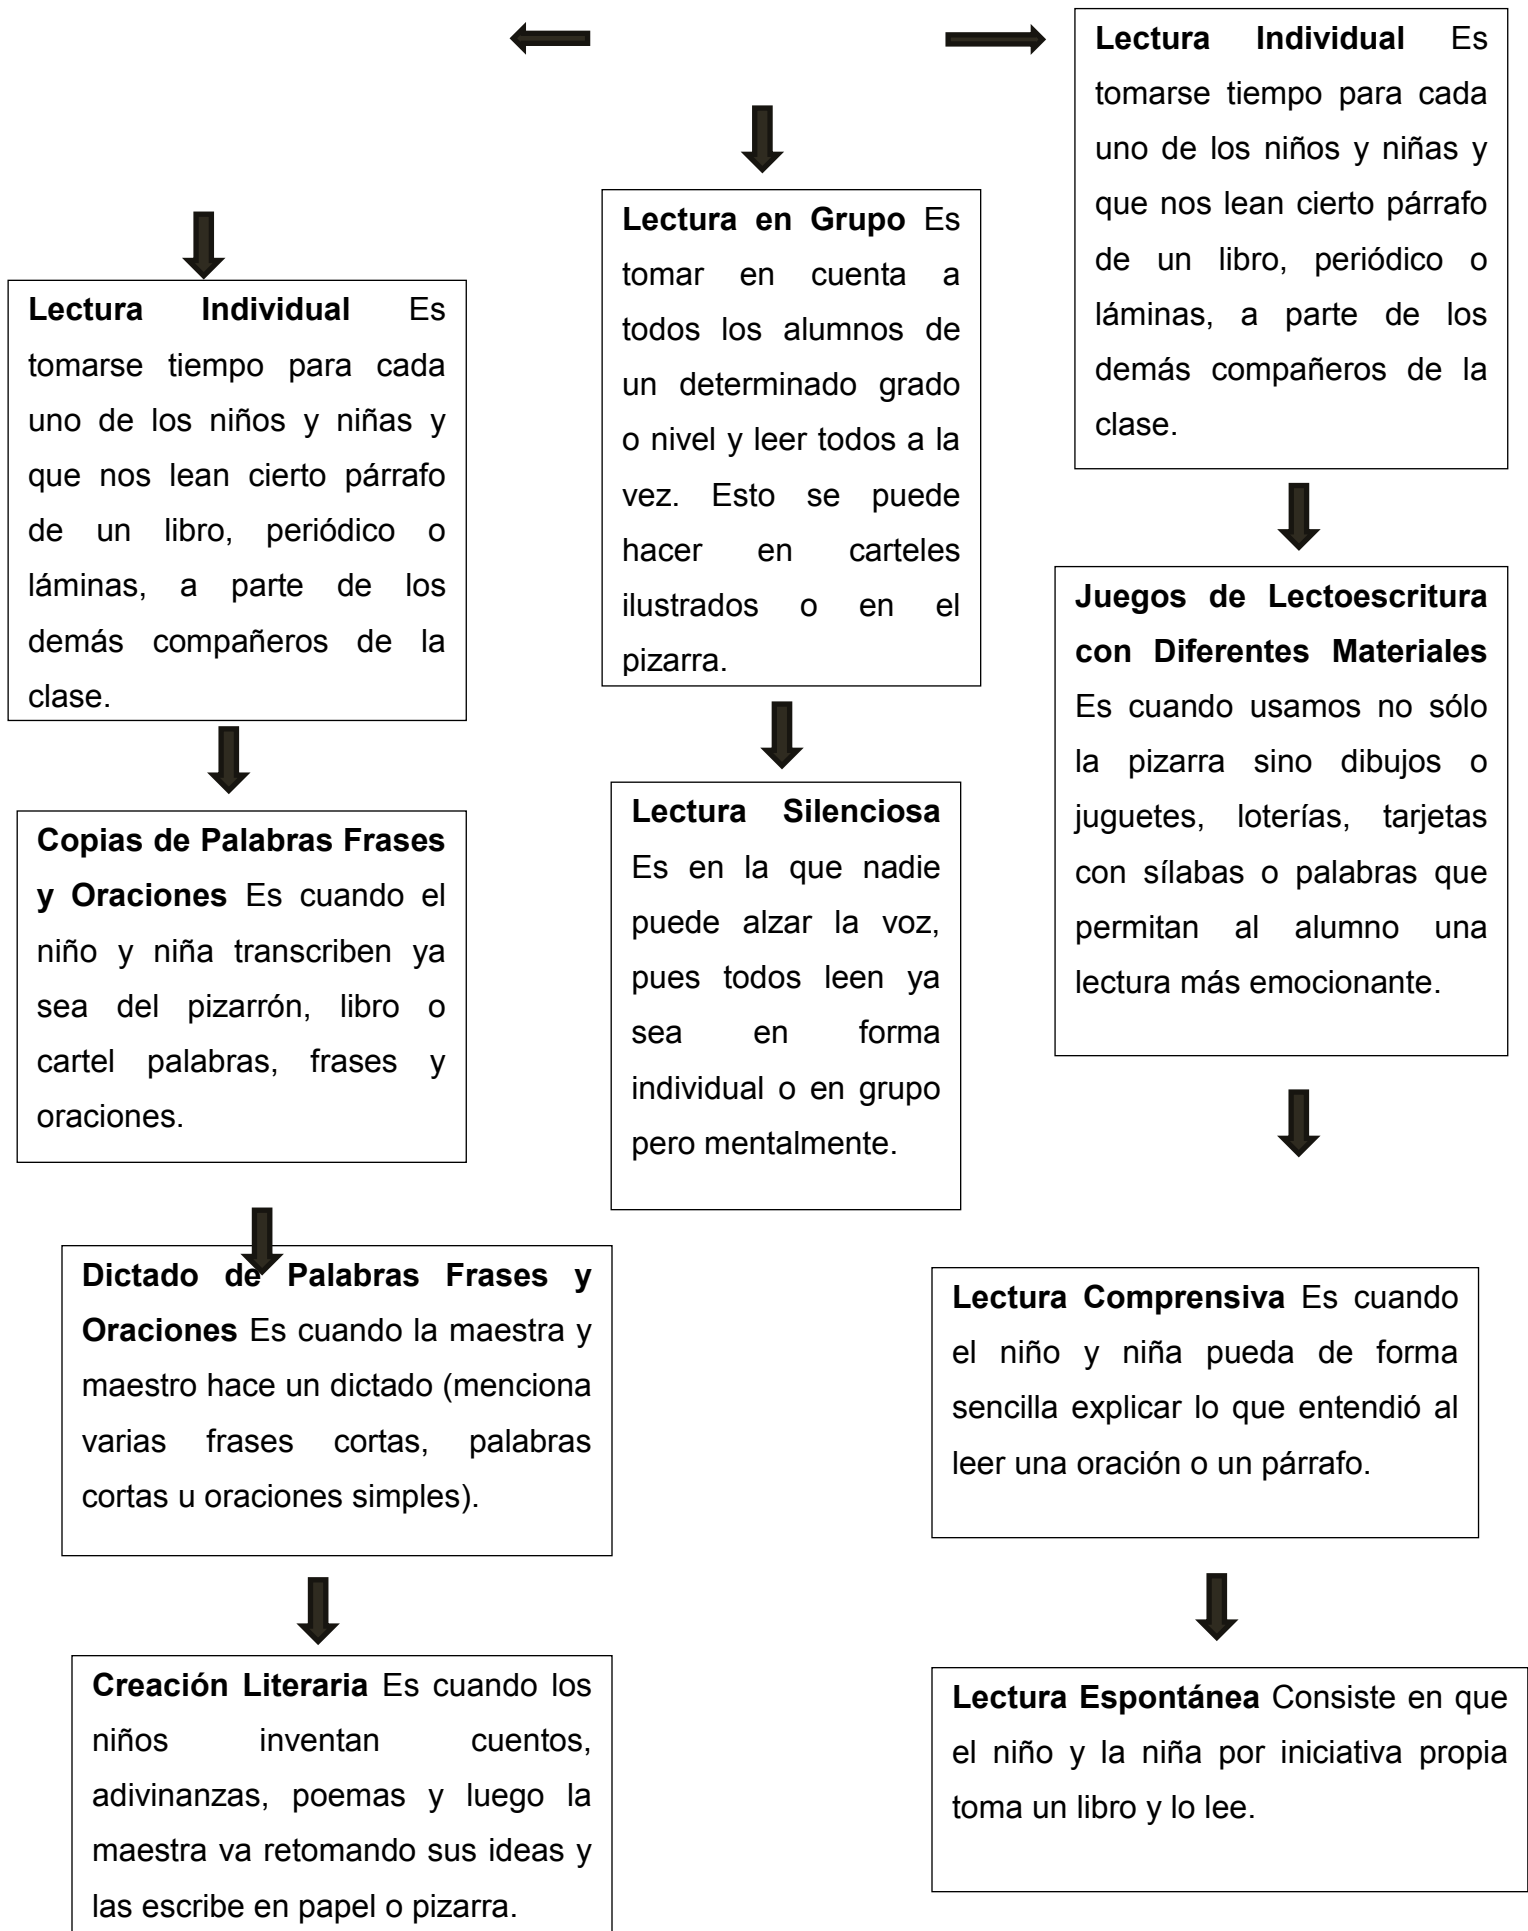 Lectura Individual Es
tomarse tiempo para cada
uno de los niños y niñas y
que nos lean cierto párrafo
de un libro, periódico o
láminas, a parte de los
demás compañeros de la
clase.
Copias de Palabras Frases
y Oraciones Es cuando el
niño y niña transcriben ya
sea del pizarrón, libro o
cartel palabras, frases y
oraciones.
Dictado de Palabras Frases y
Oraciones Es cuando la maestra y
maestro hace un dictado (menciona
varias frases cortas, palabras
cortas u oraciones simples).
Creación Literaria Es cuando los
niños inventan cuentos,
adivinanzas, poemas y luego la
maestra va retomando sus ideas y
las escribe en papel o pizarra.
Lectura en Grupo Es
tomar en cuenta a
todos los alumnos de
un determinado grado
o nivel y leer todos a la
vez. Esto se puede
hacer en carteles
ilustrados o en el
pizarra.
Lectura Silenciosa
Es en la que nadie
puede alzar la voz,
pues todos leen ya
sea en forma
individual o en grupo
pero mentalmente.
Lectura Individual Es
tomarse tiempo para cada
uno de los niños y niñas y
que nos lean cierto párrafo
de un libro, periódico o
láminas, a parte de los
demás compañeros de la
clase.
Juegos de Lectoescritura
con Diferentes Materiales
Es cuando usamos no sólo
la pizarra sino dibujos o
juguetes, loterías, tarjetas
con sílabas o palabras que
permitan al alumno una
lectura más emocionante.
Lectura Comprensiva Es cuando
el niño y niña pueda de forma
sencilla explicar lo que entendió al
leer una oración o un párrafo.
Lectura Espontánea Consiste en que
el niño y la niña por iniciativa propia
toma un libro y lo lee.